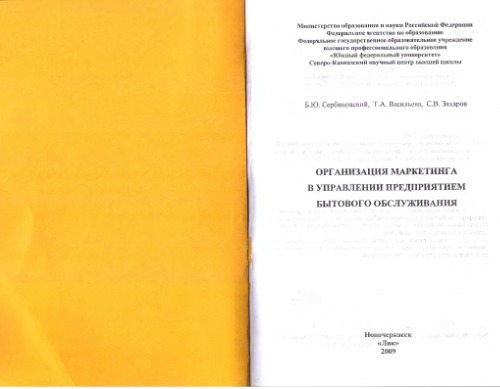 Министерство образования и науки Российской Федерации
Федеральное агентство по образованию
Федеральное государственное образовательное учреждение
высшего профессионального образования
«Южный федеральный университет»
Северо-Кавказский научный центр высшей школы
Б.Ю. Сербиновский, Т.А. Васильева, С.В. Захаров
ОРГАНИЗАЦИЯ МАРКЕТИНГА
В УПРАВЛЕНИИ ПРЕДПРИЯТИЕМ
БЫТОВОГО ОБСЛУЖИВАНИЯ
Новочеркасск
«Лик»
2009